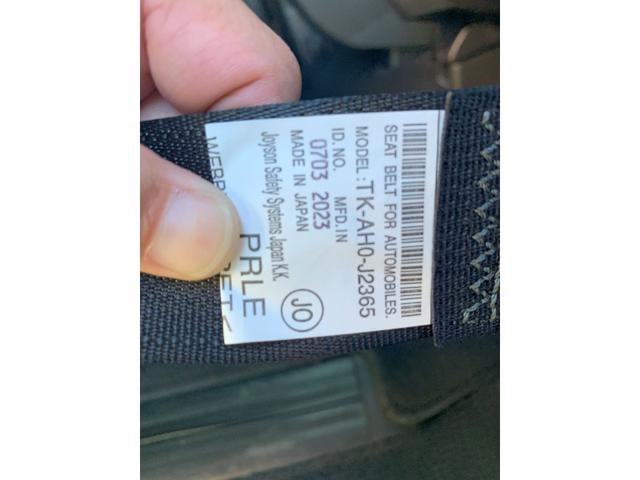 SEAT BELT FOR AUTOMOBILES.
MODEL: TK-AH0-J2365
ID. NO. MFD. IN
0703 2023
MADE IN JAPAN
JO
Joyson Safety Systems Japan K.K.
PRLE